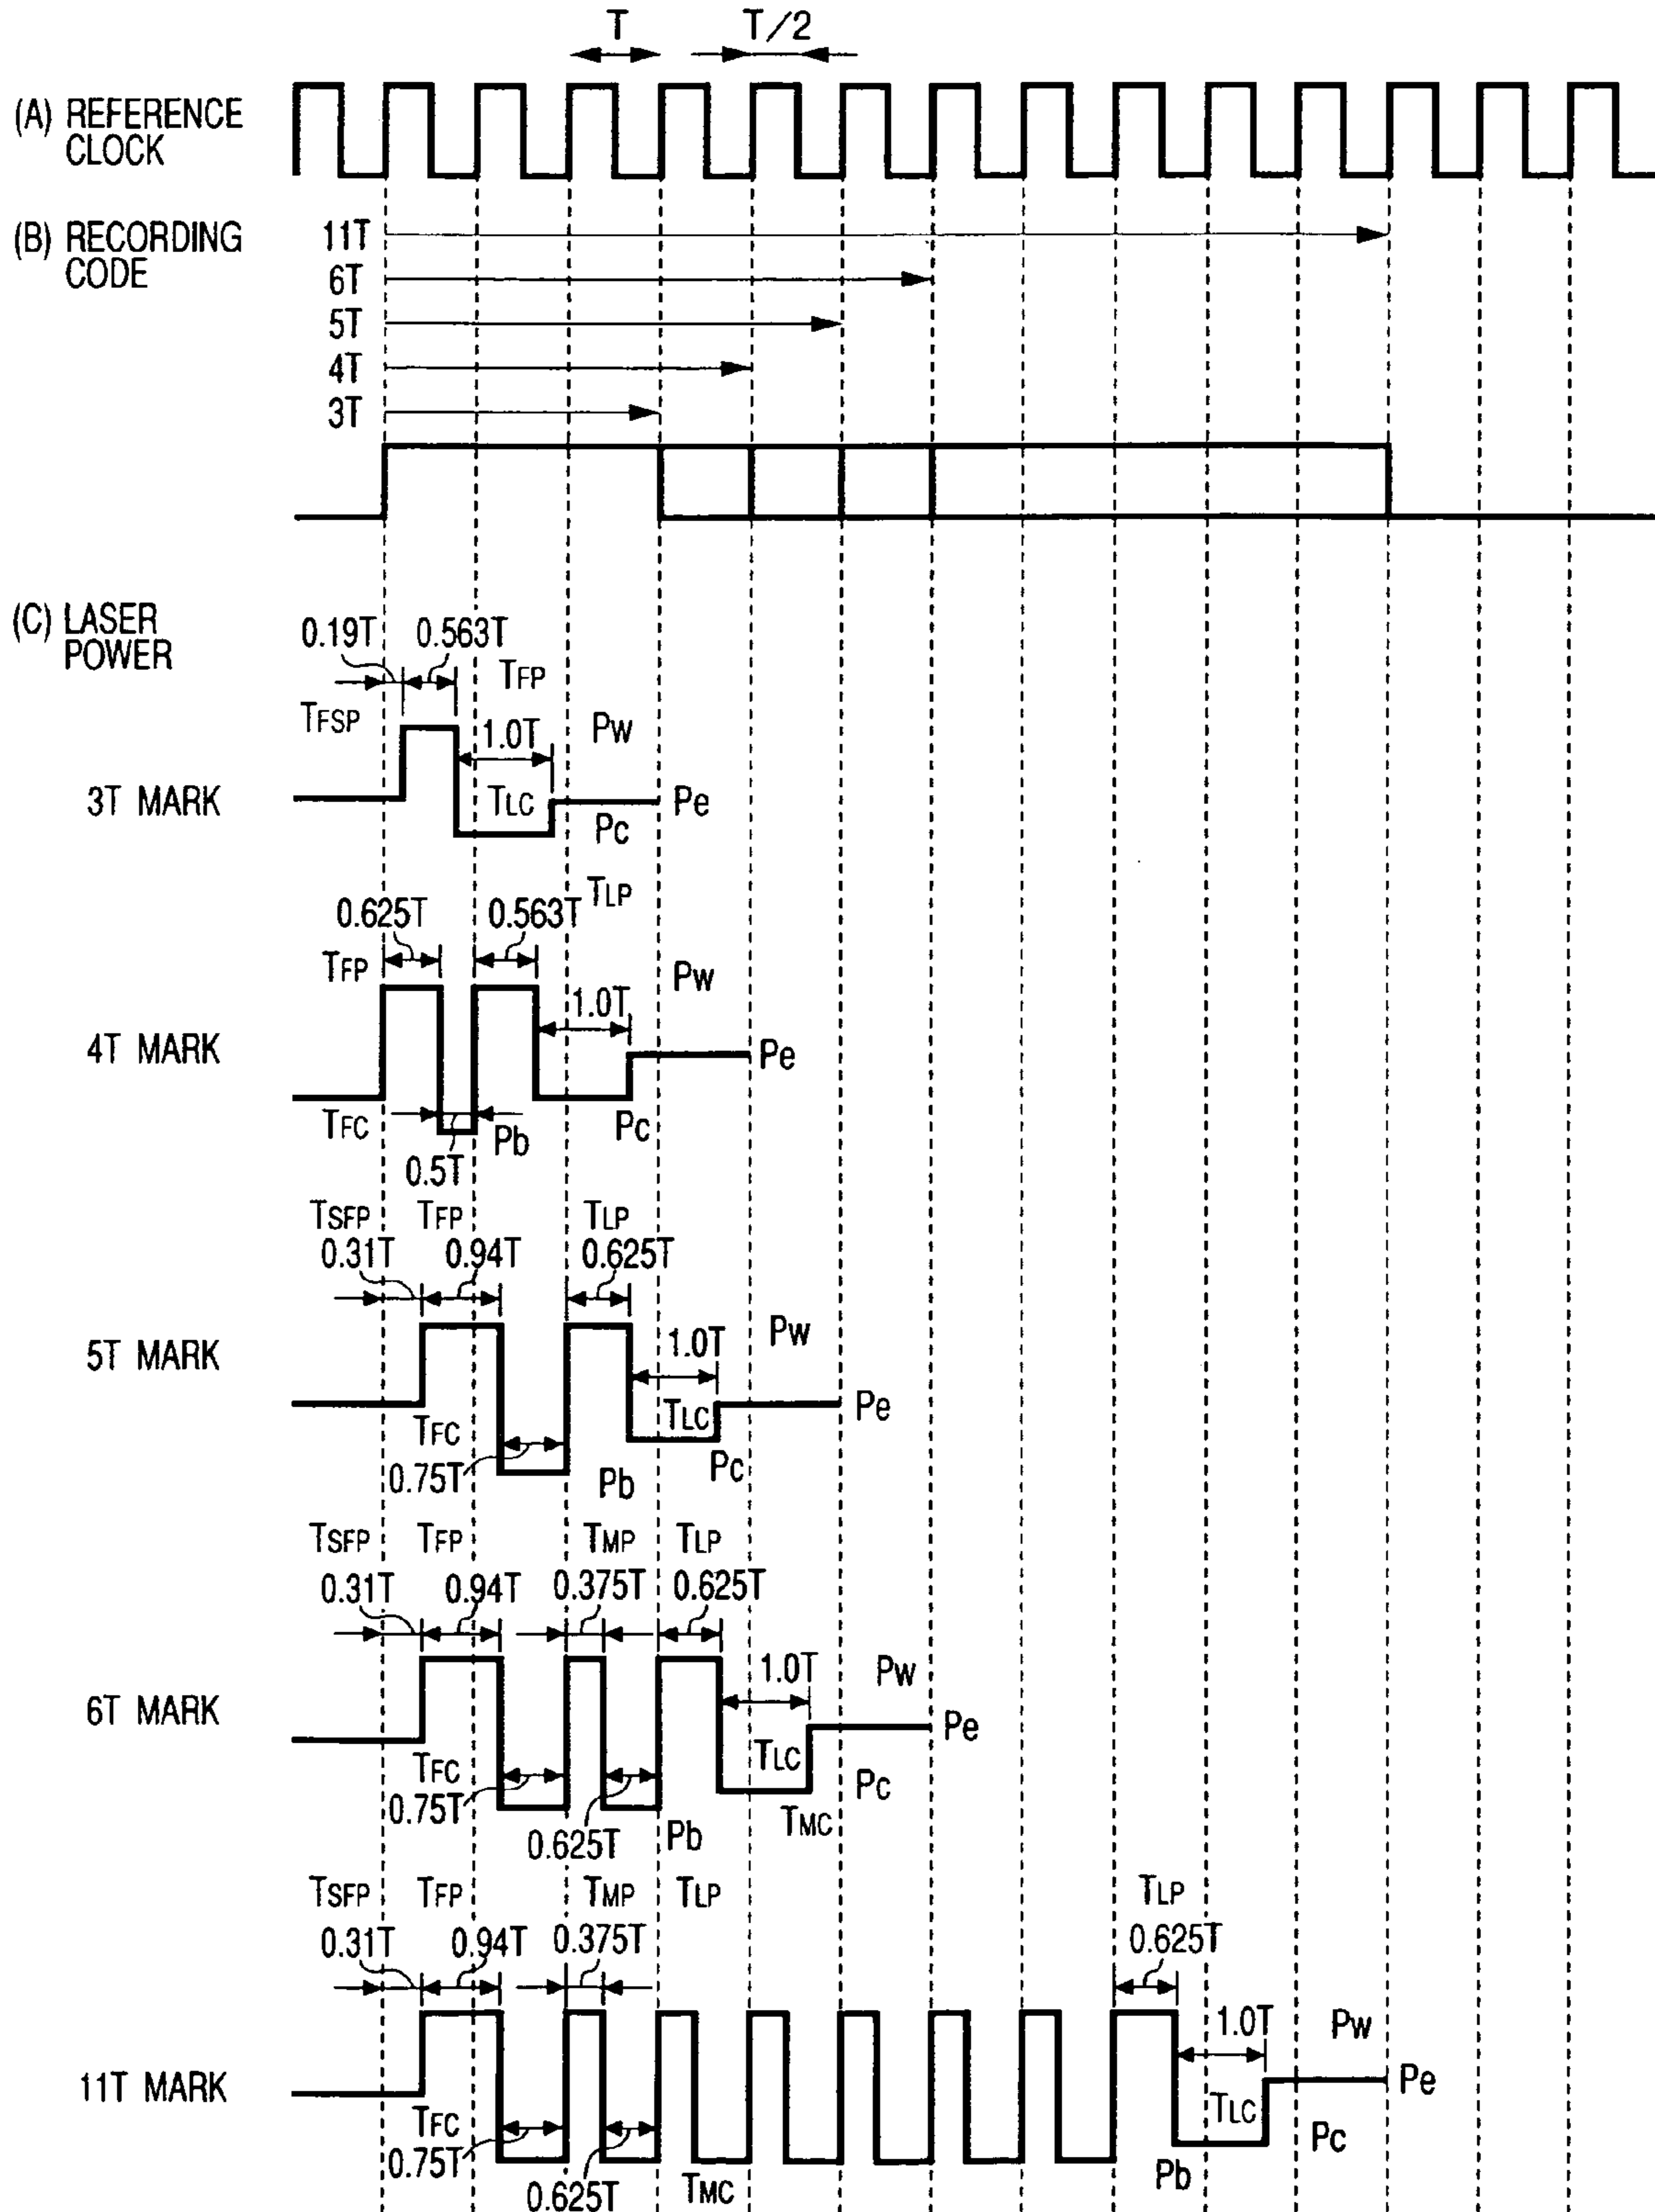 T T/2
(A) REFERENCE
CLOCK
(B) RECORDING
CODE
11T
6T
5T
4T
3T
(C) LASER
POWER
0.19T 0.563T
TFP
TFSP
1.0T Pw
3T MARK TLC Pe
Pc
TLP
0.625T 0.563T
TFP Pw
1.0T
4T MARK Pe
TFC Pb Pc
0.5T
TSFP TFP TLP
0.31T 0.94T 0.625T
1.0T Pw
5T MARK
TFC TLC Pe
0.75T Pb Pc
TSFP TFP TMP TLP
0.31T 0.94T 0.375T 0.625T
1.0T Pw
6T MARK Pe
TFC TLC
0.75T Pc
TMC
0.625T Pb
TSFP TFP TMP TLP TLP
0.31T 0.94T 0.375T 0.625T
1.0T Pw
11T MARK Pe
TFC TLC
0.75T Pc
0.625T TMC Pb